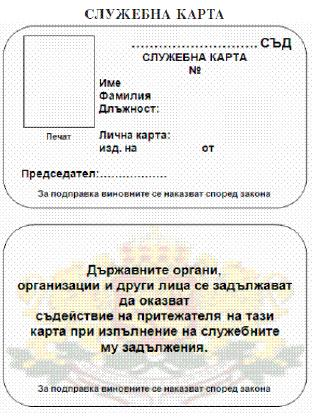 СЛУЖЕБНА КАРТА
............................ СЪД
СЛУЖЕБНА КАРТА
№
Име
Фамилия
Длъжност:
Печат
Лична карта:
изд. на от
Председател:..................
За подправка виновните се наказват според закона
Държавните органи,
организации и други лица се задължават
да оказват
съдействие на притежателя на тази
карта при изпълнение на служебните
му задължения.
За подправка виновните се наказват според закона